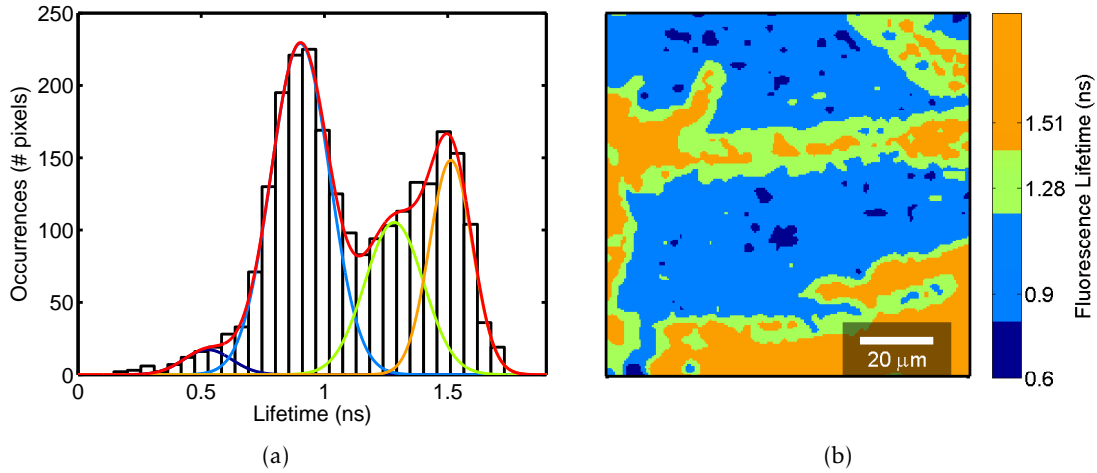 250
200
150
100
50
0
Occurrences (# pixels)
0 0.5 1 1.5
Lifetime (ns)
(a)
20 μm
(b)
1.51
1.28
0.9
0.6
Fluorescence Lifetime (ns)